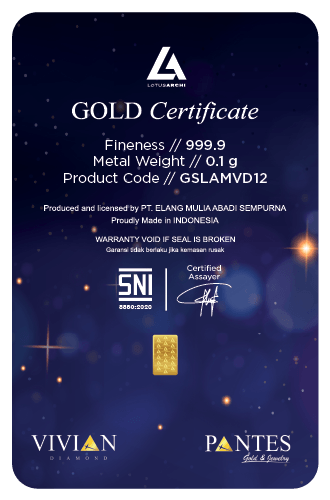 LOTUSARCHI
GOLD Certificate
Fineness // 999.9
Metal Weight // 0.1 g
Product Code // GSLAMVD12
Produced and licensed by PT. ELANG MULIA ABADI SEMPURNA
Proudly Made in INDONESIA
WARRANTY VOID IF SEAL IS BROKEN
Garansi tidak berlaku jika kemasan rusak
SNI
8880:2020
Certified
Assayer
VIVIAN
DIAMOND
PANTES
Gold & Jewelry